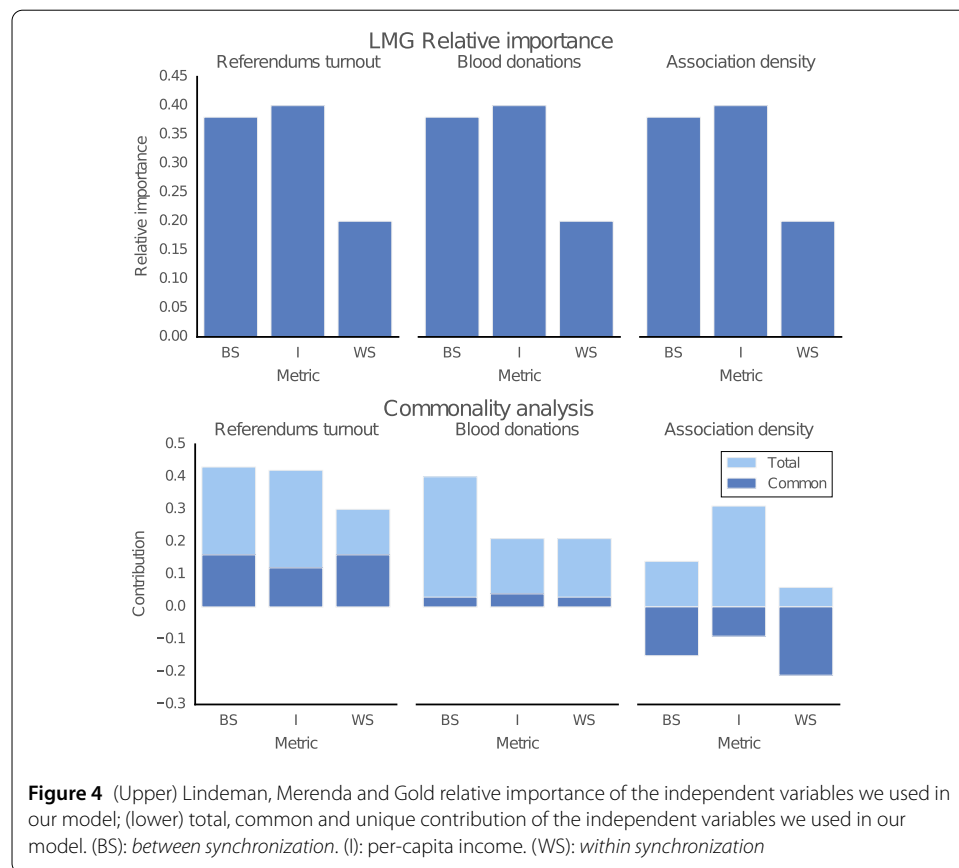 LMG Relative importance
Referendums turnout Blood donations Association density
Relative importance
0.45
0.40
0.35
0.30
0.25
0.20
0.15
0.10
0.05
0.00
BS I WS BS I WS BS I WS
Metric Metric Metric
Commonality analysis
Referendums turnout Blood donations Association density
Contribution
0.5
0.4
0.3
0.2
0.1
0.0
−0.1
−0.2
−0.3
Total
Common
BS I WS BS I WS BS I WS
Metric Metric Metric
Figure 4 (Upper) Lindeman, Merenda and Gold relative importance of the independent variables we used in
our model; (lower) total, common and unique contribution of the independent variables we used in our
model. (BS): between synchronization. (I): per-capita income. (WS): within synchronization